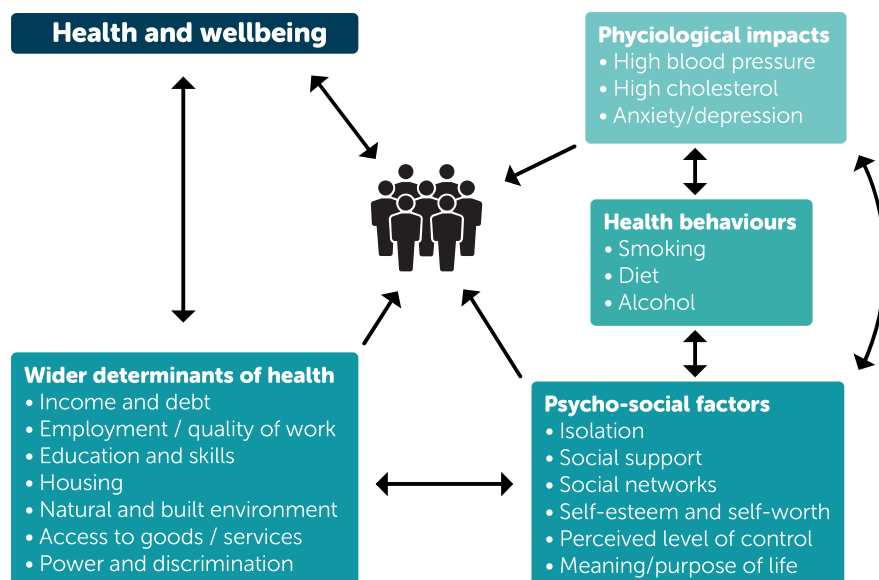 Health and wellbeing
Phyciological impacts
• High blood pressure
• High cholesterol
• Anxiety/depression
Health behaviours
• Smoking
• Diet
• Alcohol
Wider determinants of health
• Income and debt
• Employment / quality of work
• Education and skills
• Housing
• Natural and built environment
• Access to goods / services
• Power and discrimination
Psycho-social factors
• Isolation
• Social support
• Social networks
• Self-esteem and self-worth
• Perceived level of control
• Meaning/purpose of life